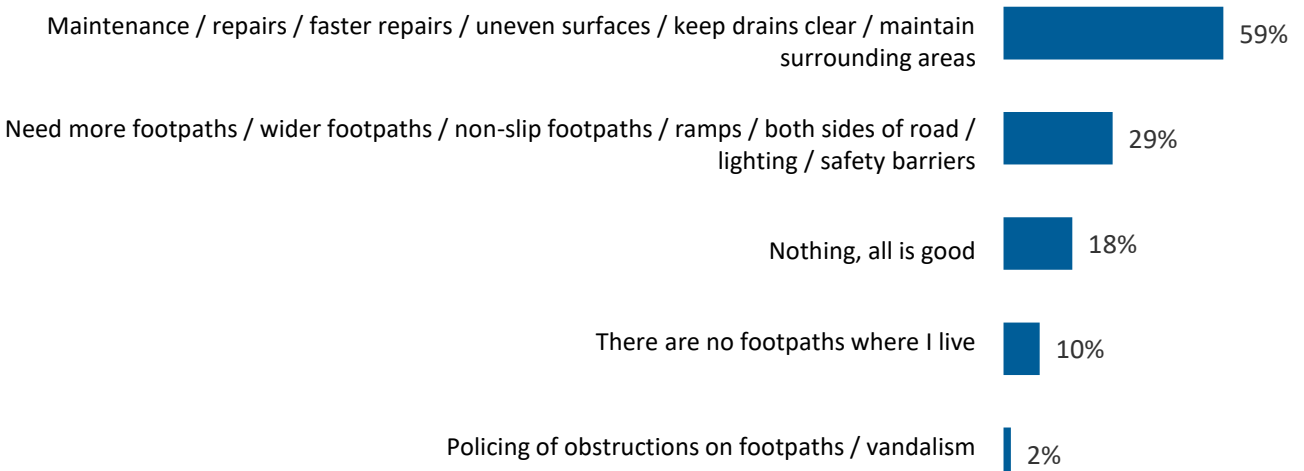 Maintenance / repairs / faster repairs / uneven surfaces / keep drains clear / maintain
surrounding areas
59%
Need more footpaths / wider footpaths / non-slip footpaths / ramps / both sides of road /
lighting / safety barriers
29%
Nothing, all is good
18%
There are no footpaths where I live
10%
Policing of obstructions on footpaths / vandalism
2%